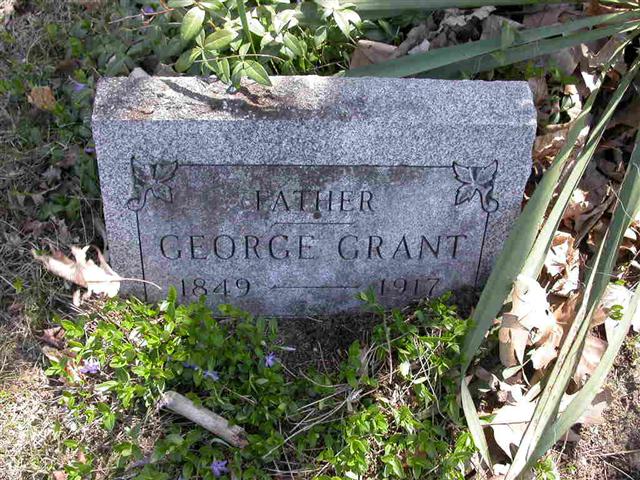 FATHER
GEORGE GRANT
1849 — 1917